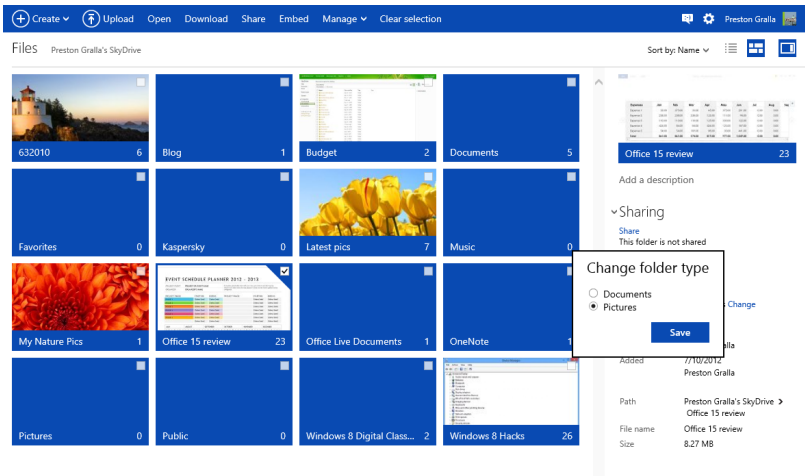 Create Upload Open Download Share Embed Manage Clear selection Preston Gralla
Files Preston Gralla's SkyDrive Sort by: Name
632010 6 Blog 1 Budget 2 Documents 5
Favorites 0 Kaspersky 0 Latest pics 7 Music 0
EVENT SCHEDULE PLANNER 2012 - 2013
My Nature Pics 1 Office 15 review 23 Office Live Documents 1 OneNote 1
Pictures 0 Public 0 Windows 8 Digital Class... 2 Windows 8 Hacks 26
Office 15 review 23
Add a description
Sharing
Share
This folder is not shared
Change folder type
Documents
Pictures
Save
Change
Added 7/10/2012
Preston Gralla
Path Preston Gralla's SkyDrive >
Office 15 review
File name Office 15 review
Size 8.27 MB